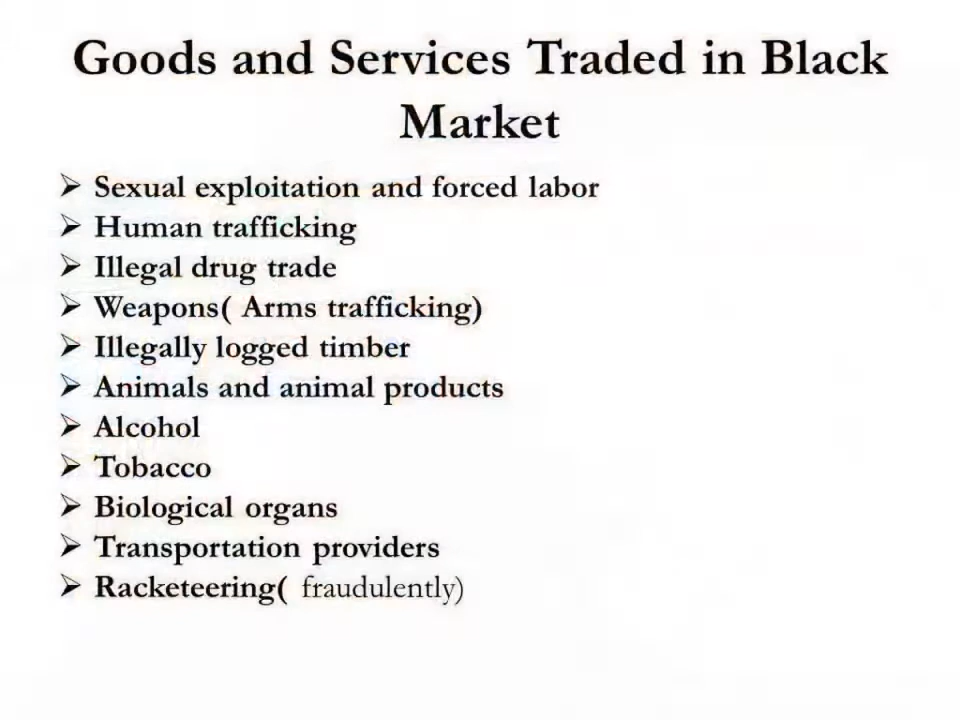 Goods and Services Traded in Black
Market
➢ Sexual exploitation and forced labor
➢ Human trafficking
➢ Illegal drug trade
➢ Weapons( Arms trafficking)
➢ Illegally logged timber
➢ Animals and animal products
➢ Alcohol
➢ Tobacco
➢ Biological organs
➢ Transportation providers
➢ Racketeering( fraudulently)